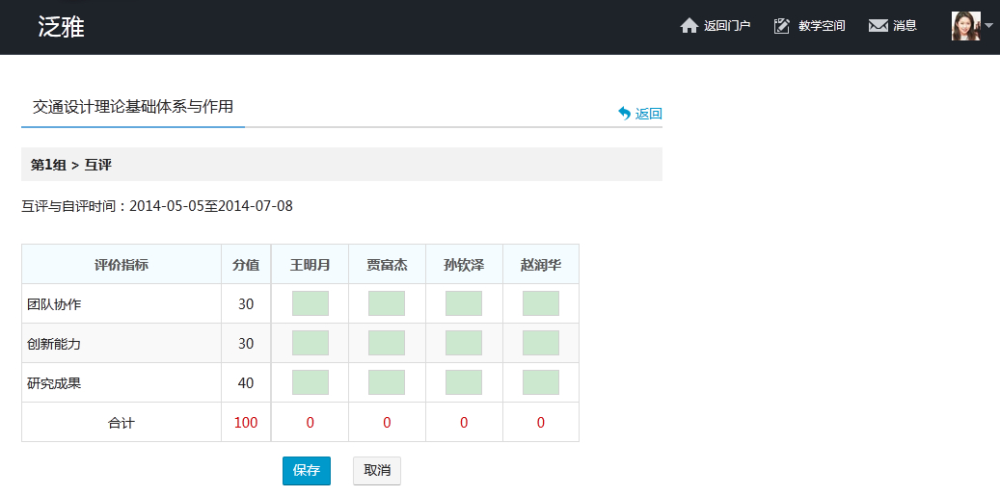 泛雅
返回门户 教学空间 消息
交通设计理论基础体系与作用
返回
第1组 > 互评
互评与自评时间：2014-05-05至2014-07-08
评价指标 分值 王明月 贾富杰 孙钦泽 赵润华
团队协作 30
创新能力 30
研究成果 40
合计 100 0 0 0 0
保存 取消